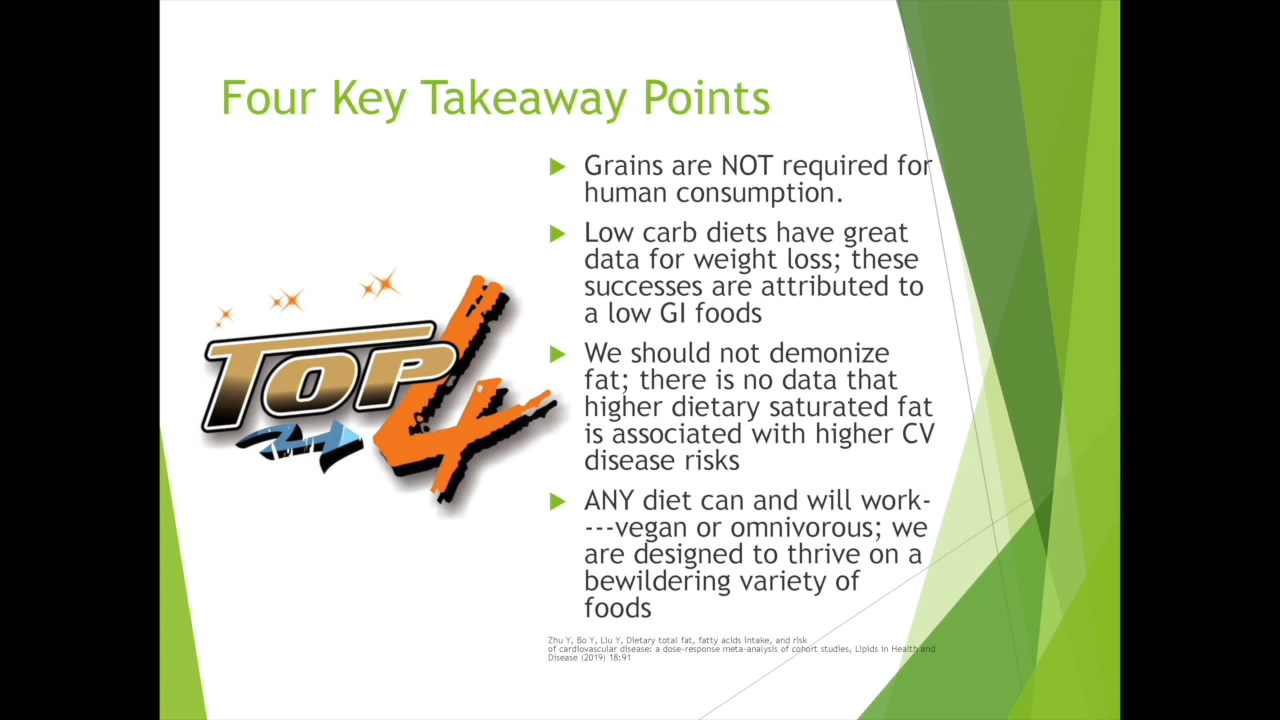 Four Key Takeaway Points
Grains are NOT required for
human consumption.
Low carb diets have great
data for weight loss; these
successes are attributed to
a low GI foods
We should not demonize
fat; there is no data that
higher dietary saturated fat
is associated with higher CV
disease risks
ANY diet can and will work-
---vegan or omnivorous; we
are designed to thrive on a
bewildering variety of
foods
TOP 4
Zhu Y, Bo Y, Liu Y, Dietary total fat, fatty acids intake, and risk
of cardiovascular disease: a dose-response meta-analysis of cohort studies, Lipids in Health and
Disease (2019) 18:91